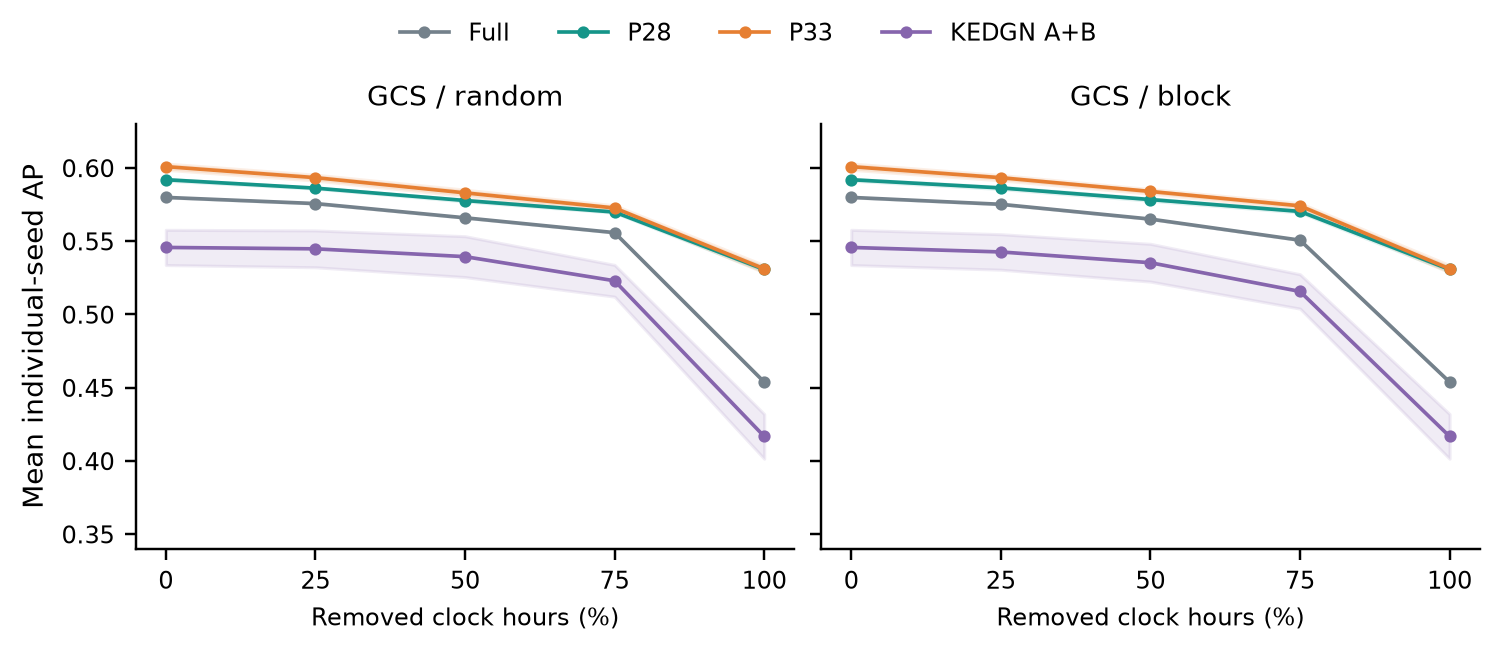 Full P28 P33 KEDGN A+B
GCS / random
GCS / block
Mean individual-seed AP
0.60
0.55
0.50
0.45
0.40
0.35
0 25 50 75 100
0 25 50 75 100
Removed clock hours (%)
Removed clock hours (%)